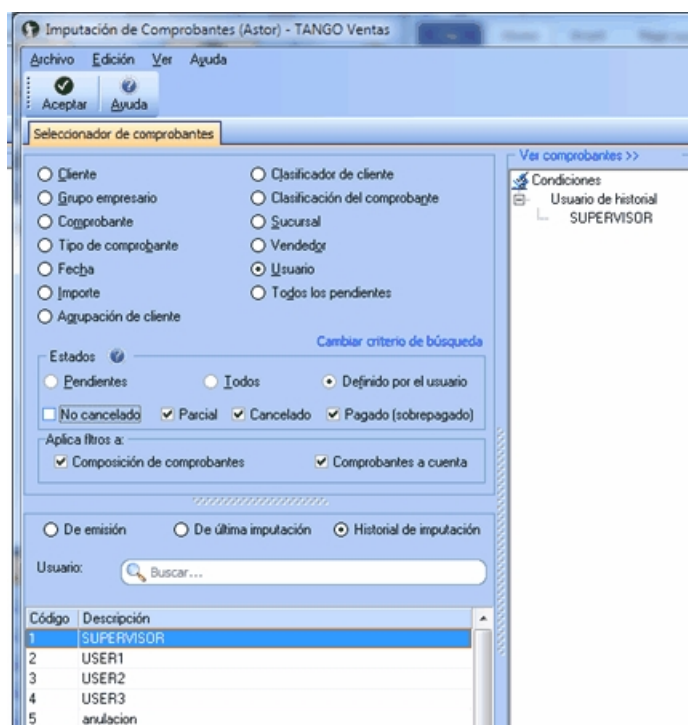 Imputación de Comprobantes (Astor) - TANGO Ventas
Archivo Edición Ver Ayuda
Aceptar Ayuda
Seleccionador de comprobantes
Ver comprobantes >>
Cliente Clasificador de cliente
Grupo empresario Clasificación del comprobante
Comprobante Sucursal
Tipo de comprobante Vendedor
Fecha Usuario
Importe Todos los pendientes
Agrupación de cliente
Condiciones
Usuario de historial
SUPERVISOR
Cambiar criterio de búsqueda
Estados
Pendientes Todos Definido por el usuario
No cancelado Parcial Cancelado Pagado (sobrepagado)
Aplica fltros a:
Composición de comprobantes Comprobantes a cuenta
De emisión De última imputación Historial de imputación
Usuario: Buscar...
Código Descripción
1 SUPERVISOR
2 USER1
3 USER2
4 USER3
5 anulacion